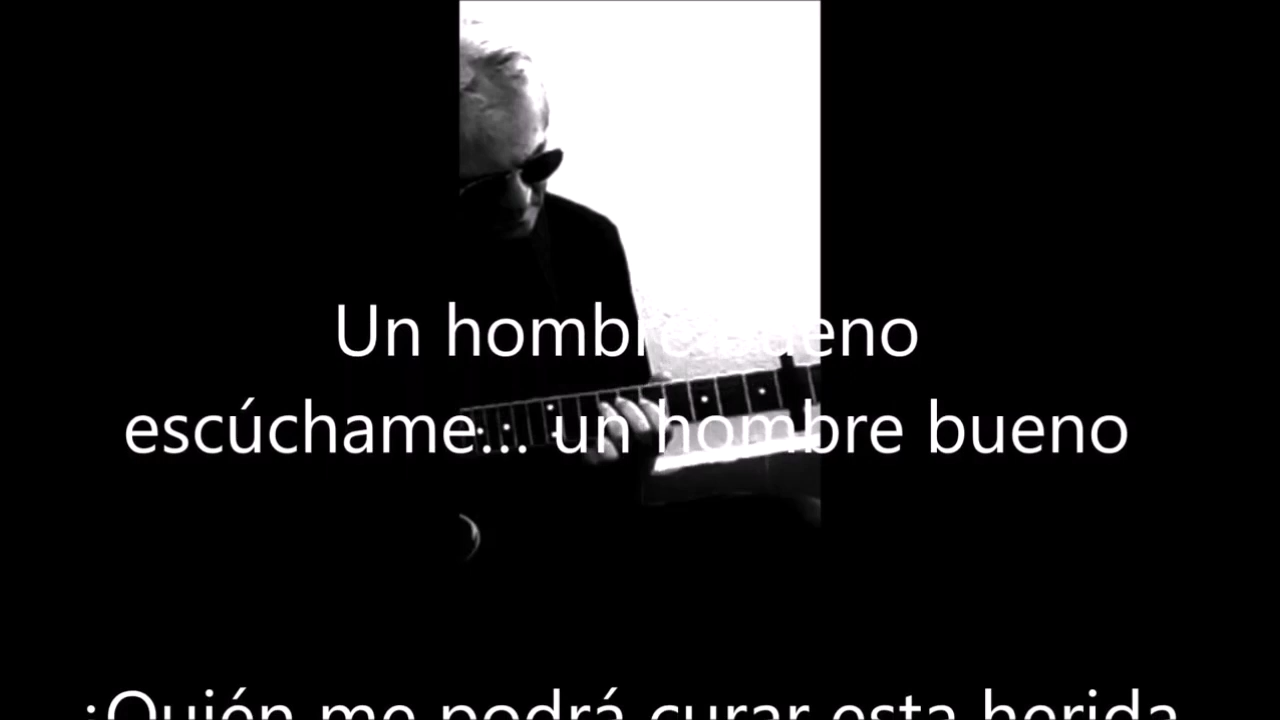 Un hombre bueno
escúchame... un hombre bueno
¿Quién me podrá curar esta herida